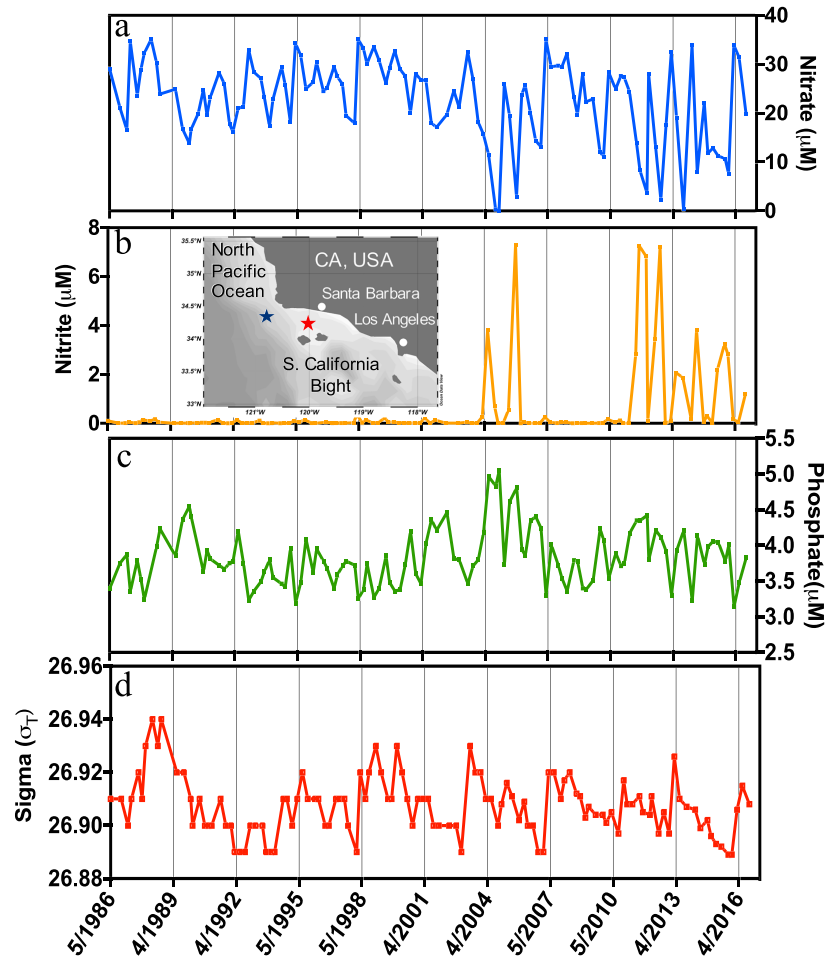 a
40
30
20
10
0
Nitrate (μM)
b
8
6
4
2
0
Nitrite (μM)
35.5°N
35°N
34.5°N
34°N
33°N
121°W
120°W
119°W
118°W
North
Pacific
Ocean
CA, USA
Santa Barbara
Los Angeles
S. California
Bight
Ocean Data View
c
5.5
5.0
4.5
4.0
3.5
3.0
2.5
Phosphate(μM)
d
26.96
26.94
26.92
26.90
26.88
Sigma (σT)
5/1986
4/1989
4/1992
5/1995
5/1998
4/2001
4/2004
5/2007
5/2010
4/2013
4/2016